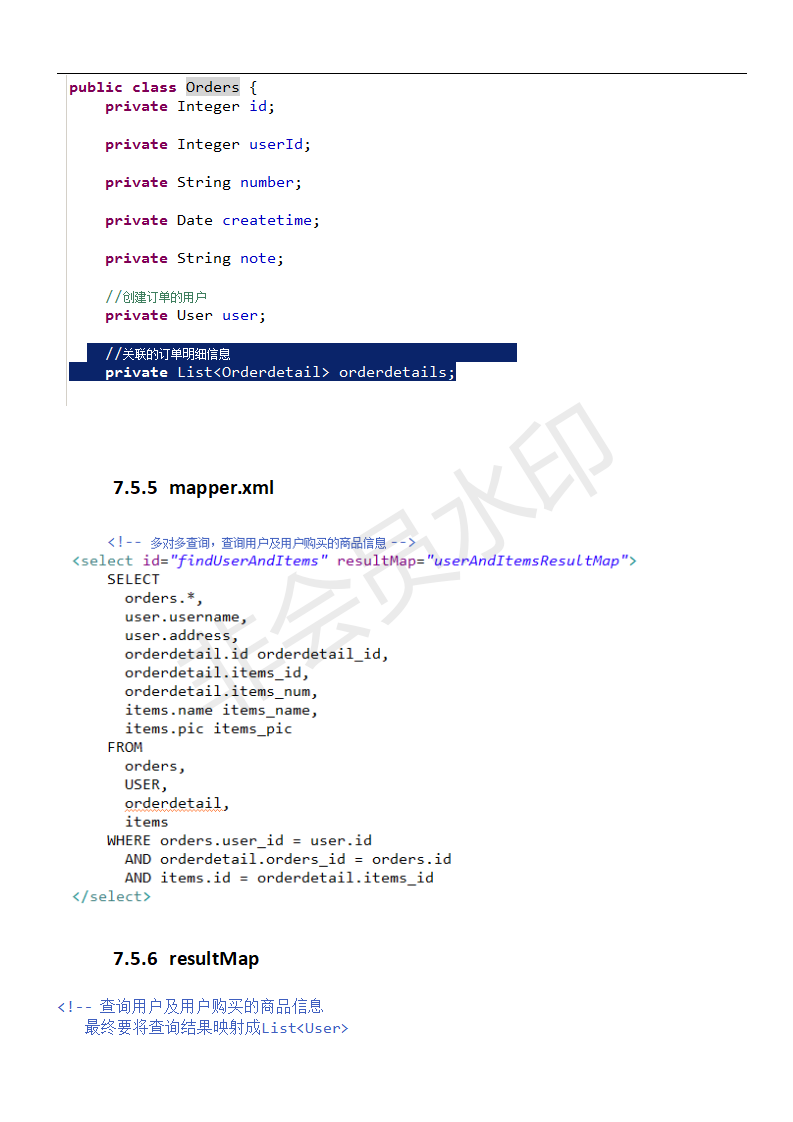 public class Orders {
private Integer id;
private Integer userId;
private String number;
private Date createtime;
private String note;
//创建订单的用户
private User user;
//关联的订单明细信息
private List<Orderdetail> orderdetails;
7.5.5 mapper.xml
<!-- 多对多查询，查询用户及用户购买的商品信息 -->
<select id="findUserAndItems" resultMap="userAndItemsResultMap">
SELECT
orders.*,
user.username,
user.address,
orderdetail.id orderdetail_id,
orderdetail.items_id,
orderdetail.items_num,
items.name items_name,
items.pic items_pic
FROM
orders,
USER,
orderdetail,
items
WHERE orders.user_id = user.id
AND orderdetail.orders_id = orders.id
AND items.id = orderdetail.items_id
</select>
7.5.6 resultMap
<!-- 查询用户及用户购买的商品信息
最终要将查询结果映射成List<User>
非会员水印